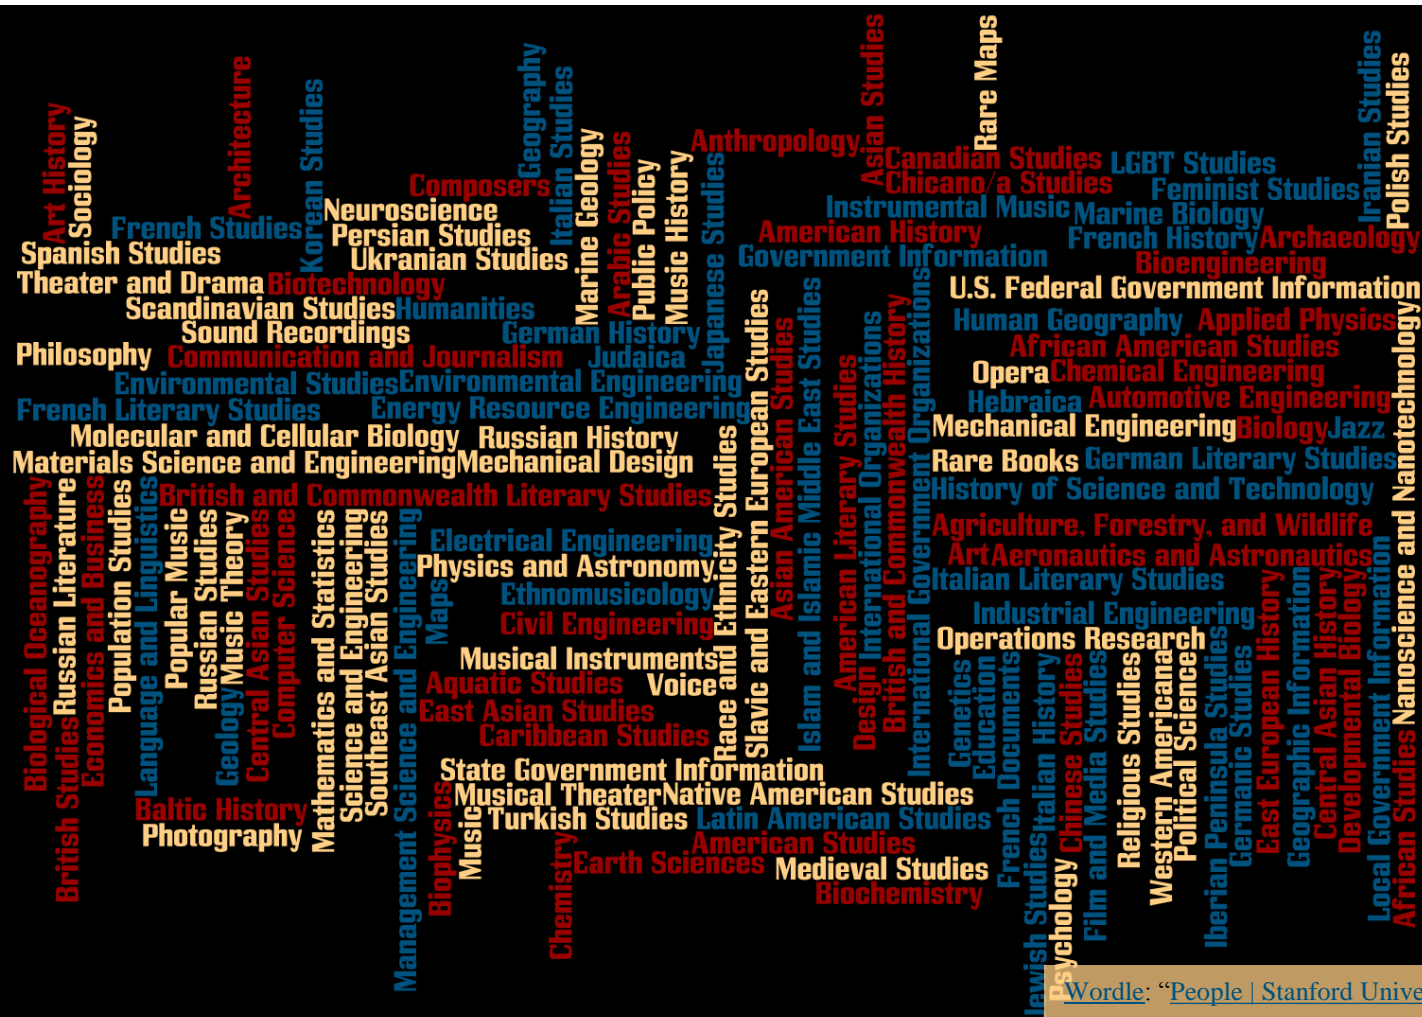 Art History
Sociology
Architecture
Korean Studies
Geography
Italian Studies
Asian Studies
Rare Maps
Iranian Studies
Polish Studies
Anthropology
Canadian Studies
LGBT Studies
Composers
Chicano/a Studies
Feminist Studies
Neuroscience
Marine Geology
Arabic Studies
Public Policy
Music History
Japanese Studies
Instrumental Music
Marine Biology
French Studies
Persian Studies
American History
French History
Archaeology
Spanish Studies
Ukranian Studies
Government Information
Bioengineering
Theater and Drama
Biotechnology
U.S. Federal Government Information
Scandinavian Studies
Humanities
Human Geography
Applied Physics
Sound Recordings
German History
African American Studies
Philosophy
Communication and Journalism
Judaica
Opera
Chemical Engineering
Environmental Studies
Environmental Engineering
Hebraica
Automotive Engineering
French Literary Studies
Energy Resource Engineering
Mechanical Engineering
Biology
Jazz
Molecular and Cellular Biology
Russian History
Rare Books
German Literary Studies
Materials Science and Engineering
Mechanical Design
History of Science and Technology
British and Commonwealth Literary Studies
Race and Ethnicity Studies
Slavic and Eastern European Studies
Asian American Studies
Islam and Islamic Middle East Studies
American Literary Studies
Design
International Organizations
British and Commonwealth History
International Government Organizations
Nanoscience and Nanotechnology
Agriculture, Forestry, and Wildlife
Art
Aeronautics and Astronautics
Italian Literary Studies
Industrial Engineering
Operations Research
Biological Oceanography
Russian Literature
Economics and Business
Population Studies
Language and Linguistics
Popular Music
Russian Studies
Music Theory
Geology
Central Asian Studies
Computer Science
Mathematics and Statistics
Science and Engineering
Southeast Asian Studies
Management Science and Engineering
Maps
British Studies
Electrical Engineering
Physics and Astronomy
Ethnomusicology
Civil Engineering
Musical Instruments
Aquatic Studies
Voice
East Asian Studies
Caribbean Studies
State Government Information
Musical Theater
Native American Studies
Turkish Studies
Latin American Studies
American Studies
Earth Sciences
Medieval Studies
Biochemistry
Baltic History
Photography
Biophysics
Music
Chemistry
Genetics
Education
French Documents
Italian History
Jewish Studies
Chinese Studies
Psychology
Film and Media Studies
Religious Studies
Western Americana
Political Science
Iberian Peninsula Studies
Germanic Studies
East European History
Geographic Information
Central Asian History
Developmental Biology
Local Government Information
African Studies
Wordle: “People | Stanford Unive